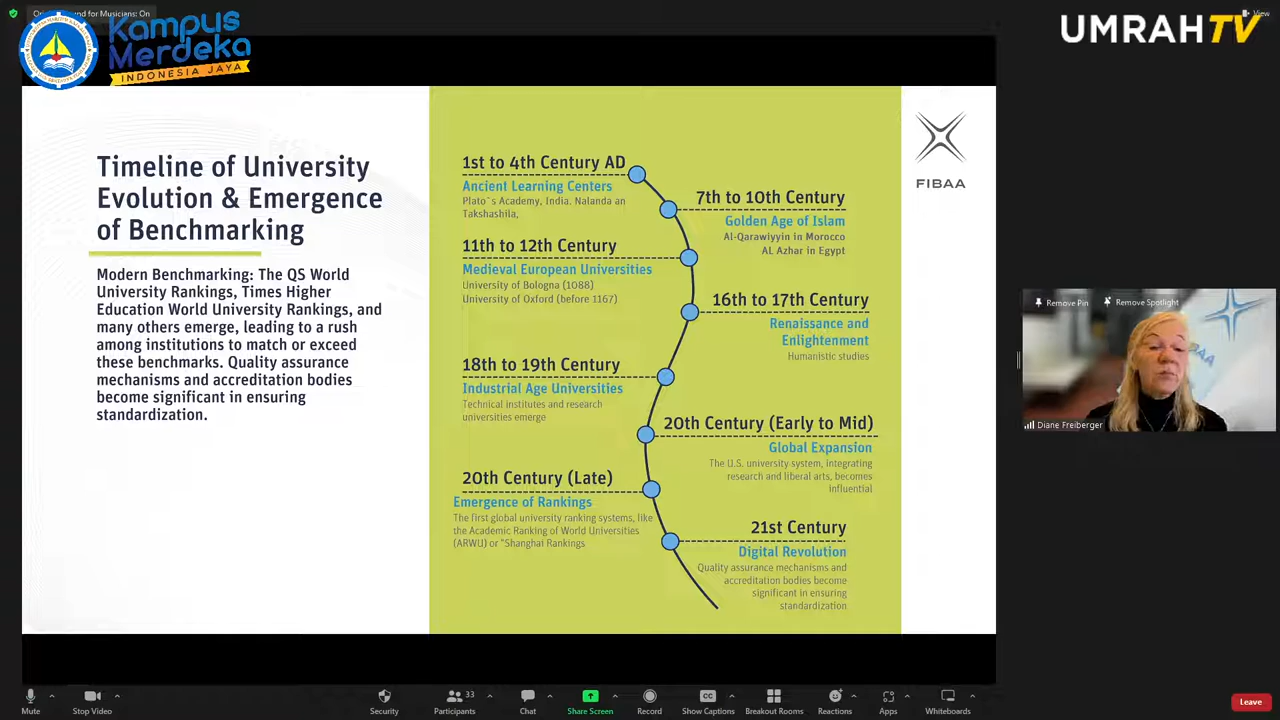 Kampus
Merdeka
INDONESIA JAYA
View
UMRAHTV
Timeline of University
Evolution & Emergence
of Benchmarking
Modern Benchmarking: The QS World
University Rankings, Times Higher
Education World University Rankings, and
many others emerge, leading to a rush
among institutions to match or exceed
these benchmarks. Quality assurance
mechanisms and accreditation bodies
become significant in ensuring
standardization.
1st to 4th Century AD
Ancient Learning Centers
Plato´s Academy, India. Nalanda an
Takshashila,
7th to 10th Century
Golden Age of Islam
Al-Qarawiyyin in Morocco
AL Azhar in Egypt
11th to 12th Century
Medieval European Universities
University of Bologna (1088)
University of Oxford (before 1167)
16th to 17th Century
Renaissance and
Enlightenment
Humanistic studies
18th to 19th Century
Industrial Age Universities
Technical institutes and research
universities emerge
20th Century (Early to Mid)
Global Expansion
The U.S. university system, integrating
research and liberal arts, becomes
influential
20th Century (Late)
Emergence of Rankings
The first global university ranking systems, like
the Academic Ranking of World Universities
(ARWU) or "Shanghai Rankings
21st Century
Digital Revolution
Quality assurance mechanisms and
accreditation bodies become
significant in ensuring
standardization
FIBAA
Remove Pin
Remove Spotlight
Diane Freiberger
Mute
Stop Video
Security
Participants
33
Chat
Share Screen
Record
Show Captions
Breakout Rooms
Reactions
Apps
Whiteboards
Leave